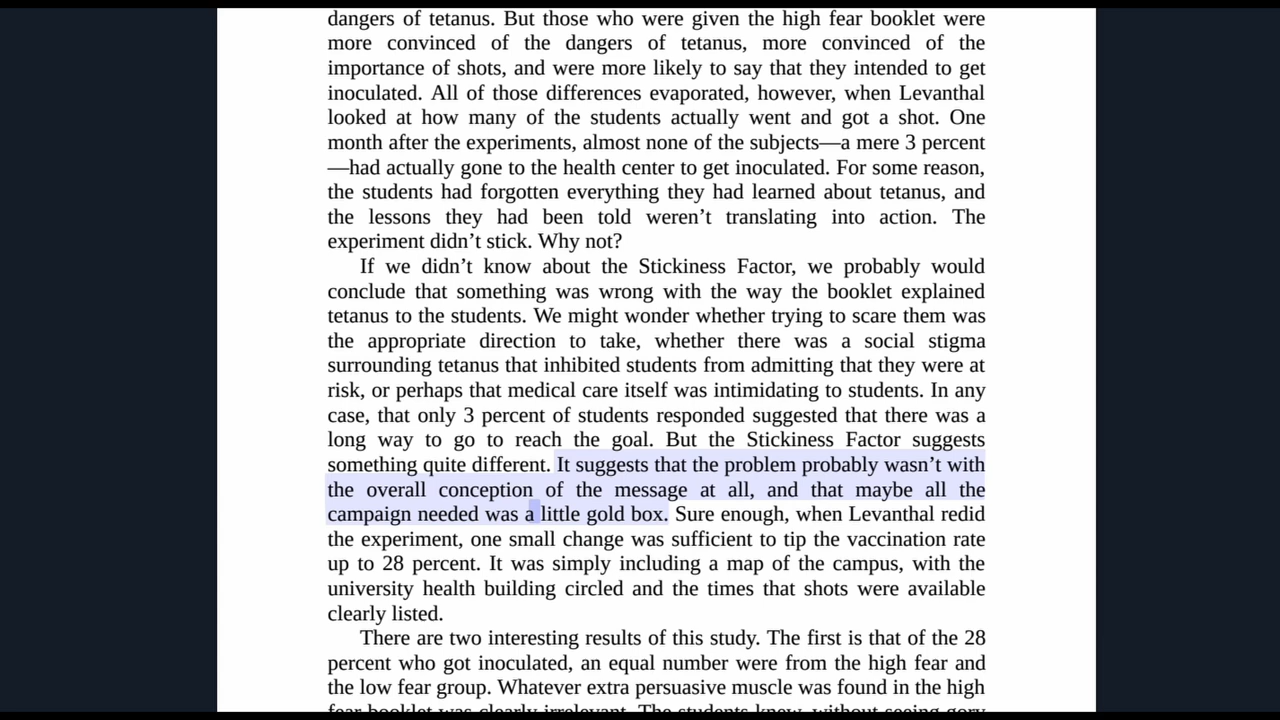 dangers of tetanus. But those who were given the high fear booklet were
more convinced of the dangers of tetanus, more convinced of the
importance of shots, and were more likely to say that they intended to get
inoculated. All of those differences evaporated, however, when Levanthal
looked at how many of the students actually went and got a shot. One
month after the experiments, almost none of the subjects—a mere 3 percent
—had actually gone to the health center to get inoculated. For some reason,
the students had forgotten everything they had learned about tetanus, and
the lessons they had been told weren’t translating into action. The
experiment didn’t stick. Why not?
If we didn’t know about the Stickiness Factor, we probably would
conclude that something was wrong with the way the booklet explained
tetanus to the students. We might wonder whether trying to scare them was
the appropriate direction to take, whether there was a social stigma
surrounding tetanus that inhibited students from admitting that they were at
risk, or perhaps that medical care itself was intimidating to students. In any
case, that only 3 percent of students responded suggested that there was a
long way to go to reach the goal. But the Stickiness Factor suggests
something quite different. It suggests that the problem probably wasn’t with
the overall conception of the message at all, and that maybe all the
campaign needed was a little gold box. Sure enough, when Levanthal redid
the experiment, one small change was sufficient to tip the vaccination rate
up to 28 percent. It was simply including a map of the campus, with the
university health building circled and the times that shots were available
clearly listed.
There are two interesting results of this study. The first is that of the 28
percent who got inoculated, an equal number were from the high fear and
the low fear group. Whatever extra persuasive muscle was found in the high
fear booklet was clearly irrelevant. The students knew, without seeing gory